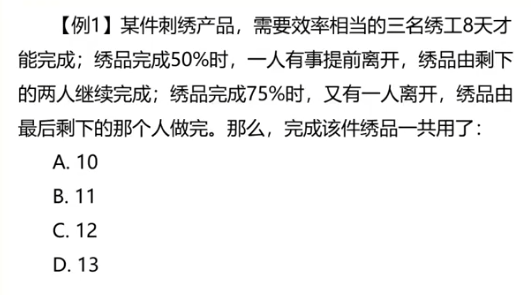 【例1】某件刺绣产品，需要效率相当的三名绣工8天才
能完成；绣品完成50%时，一人有事提前离开，绣品由剩下
的两人继续完成；绣品完成75%时，又有一人离开，绣品由
最后剩下的那个人做完。那么，完成该件绣品一共用了：
A. 10
B. 11
C. 12
D. 13